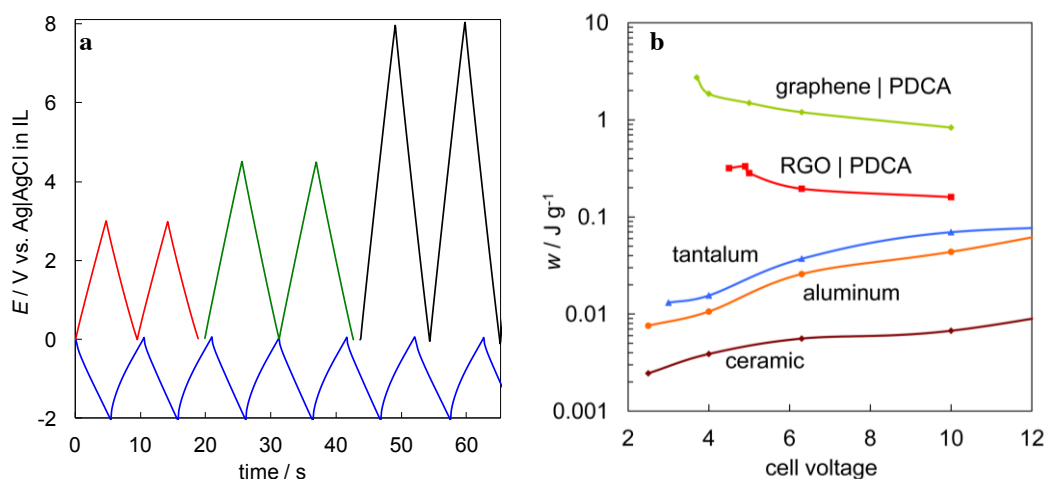 a
8
6
4
2
0
-2
E / V vs. Ag|AgCl in IL
0 10 20 30 40 50 60
time / s
b
10
1
0.1
0.01
0.001
w / J g-1
graphene | PDCA
RGO | PDCA
tantalum
aluminum
ceramic
2 4 6 8 10 12
cell voltage